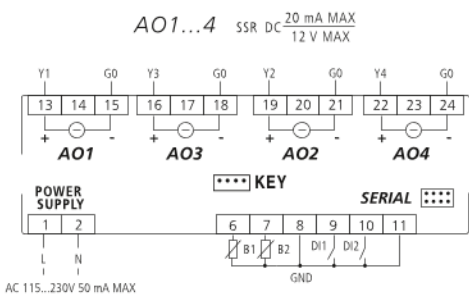 AO1...4 SSR DC 20 mA MAX
12 V MAX
Y1 G0 Y3 G0 Y2 G0 Y4 G0
13 14 15 16 17 18 19 20 21 22 23 24
+ - + - + - + -
AO1 AO3 AO2 AO4
KEY
POWER
SUPPLY
SERIAL
1 2 6 7 8 9 10 11
L N B1 B2 DI1 DI2
GND
AC 115...230V 50 mA MAX